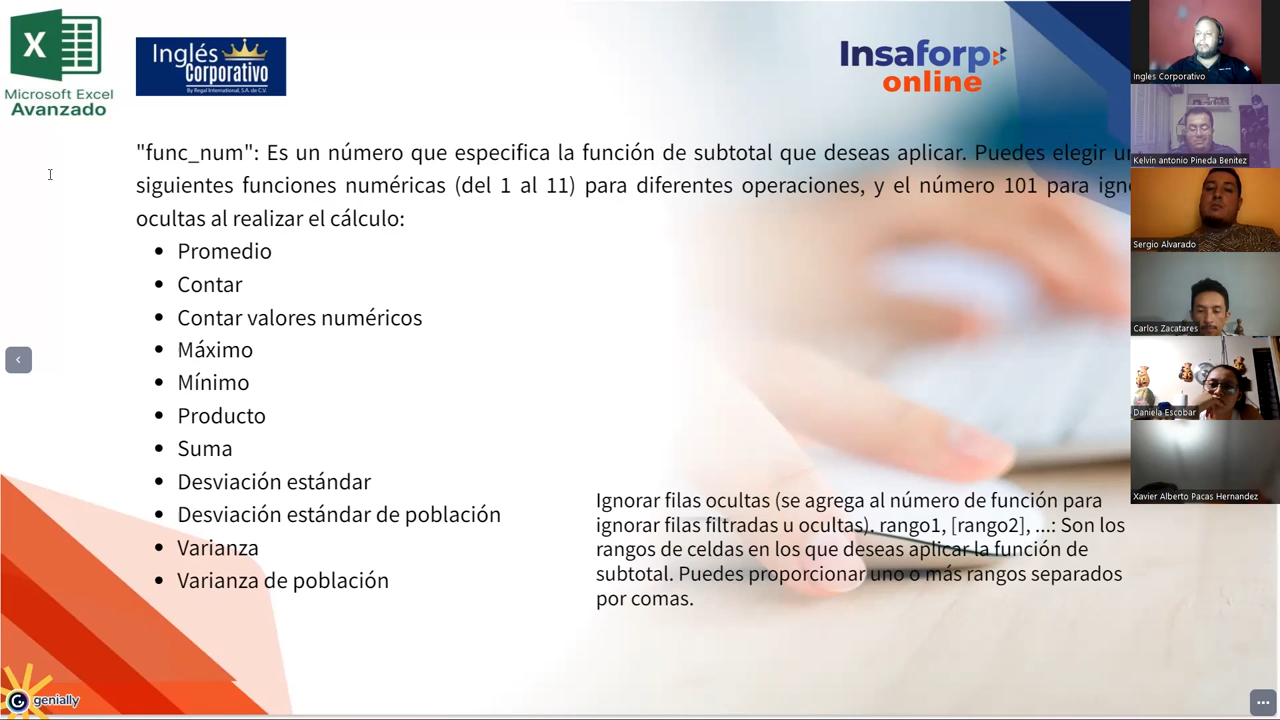 X
Microsoft Excel
Avanzado
Inglés
Corporativo
By Regal International, S.A. de C.V.
Insaforp
online
"func_num": Es un número que especifica la función de subtotal que deseas aplicar. Puedes elegir
siguientes funciones numéricas (del 1 al 11) para diferentes operaciones, y el número 101 para
ocultas al realizar el cálculo:
• Promedio
• Contar
• Contar valores numéricos
• Máximo
• Mínimo
• Producto
• Suma
• Desviación estándar
• Desviación estándar de población
• Varianza
• Varianza de población
Ignorar filas ocultas (se agrega al número de función para
ignorar filas filtradas u ocultas). rango1, [rango2], ...: Son los
rangos de celdas en los que deseas aplicar la función de
subtotal. Puedes proporcionar uno o más rangos separados
por comas.
genially
Ingles Corporativo
Kelvin antonio Pineda Benitez
Sergio Alvarado
Carlos Zacatares
Daniela Escobar
Xavier Alberto Pacas Hernandez